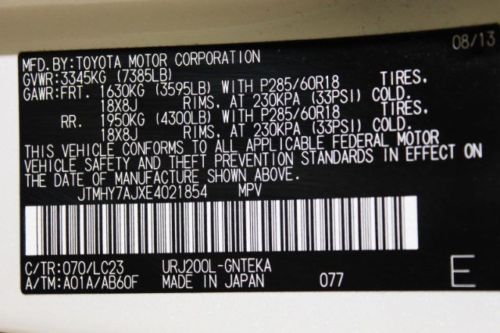 08/13
MFD. BY: TOYOTA MOTOR CORPORATION
GVWR: 3345KG (7385LB)
GAWR: FRT. 1630KG (3595LB) WITH P285/60R18 TIRES.
18X8J RIMS. AT 230KPA (33PSI) COLD.
RR. 1950KG (4300LB) WITH P285/60R18 TIRES.
18X8J RIMS. AT 230KPA (33PSI) COLD.
THIS VEHICLE CONFORMS TO ALL APPLICABLE FEDERAL MOTOR
VEHICLE SAFETY AND THEFT PREVENTION STANDARDS IN EFFECT ON
THE DATE OF MANUFACTURE SHOWN ABOVE.
JTMHY7AJXE4021854 MPV
C/TR: 070/LC23 URJ200L-GNTEKA
A/TM: A01A/AB60F MADE IN JAPAN 077 E